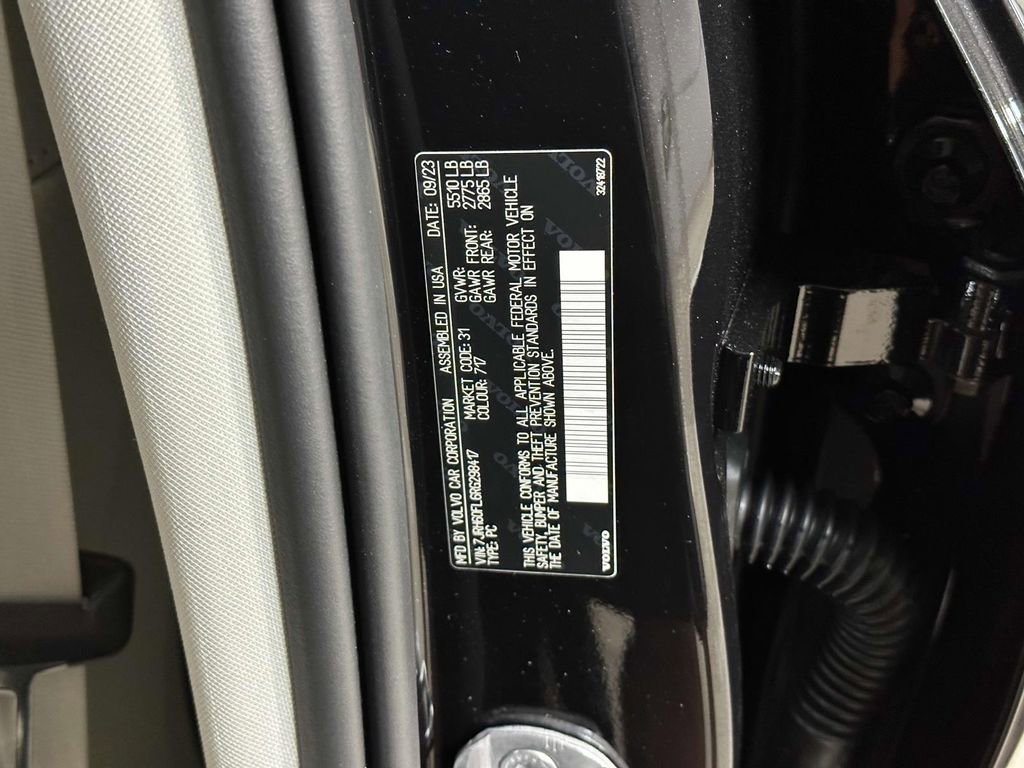 MFD BY VOLVO CAR CORPORATION ASSEMBLED IN USA DATE: 09/23
VIN: 7JRH60FL6RG298417 MARKET CODE: 31 GVWR: 5510 LB
TYPE: PC COLOUR: 717 GAWR FRONT: 2775 LB
GAWR REAR: 2865 LB
THIS VEHICLE CONFORMS TO ALL APPLICABLE FEDERAL MOTOR VEHICLE
SAFETY, BUMPER AND THEFT PREVENTION STANDARDS IN EFFECT ON
THE DATE OF MANUFACTURE SHOWN ABOVE.
VOLVO 32419722